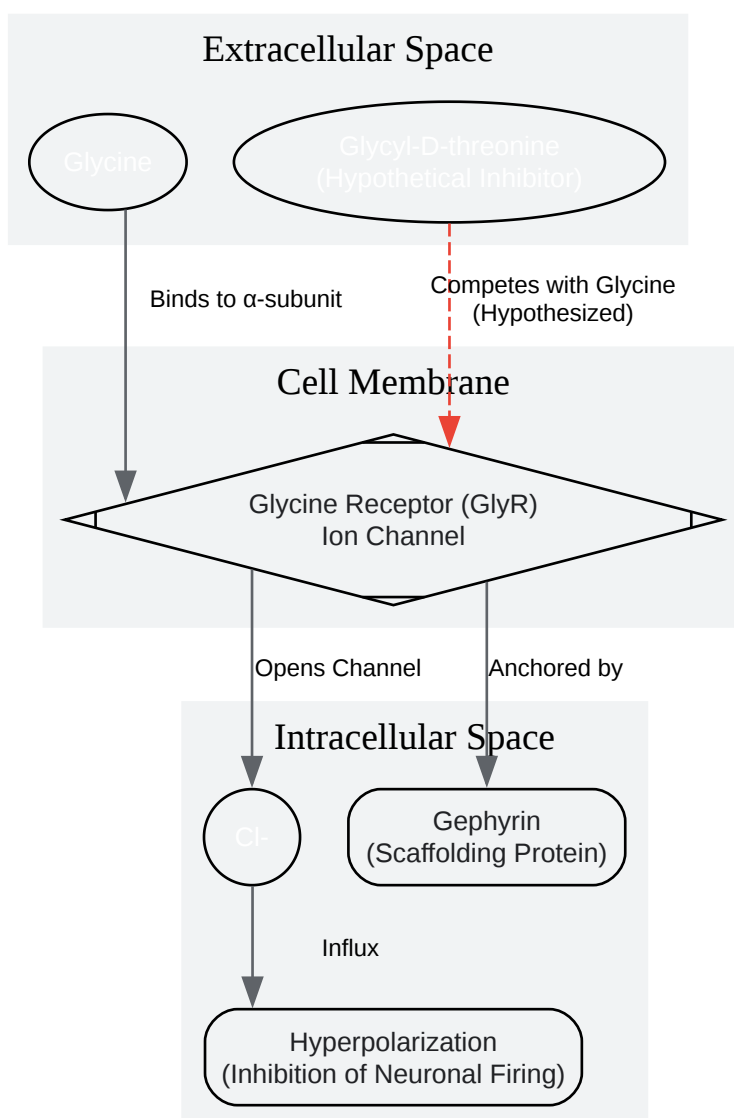 Extracellular Space
Glycine
Glycyl-D-threonine
(Hypothetical Inhibitor)
Binds to α-subunit
Competes with Glycine
(Hypothesized)
Cell Membrane
Glycine Receptor (GlyR)
Ion Channel
Opens Channel
Anchored by
Intracellular Space
Cl-
Gephyrin
(Scaffolding Protein)
Influx
Hyperpolarization
(Inhibition of Neuronal Firing)